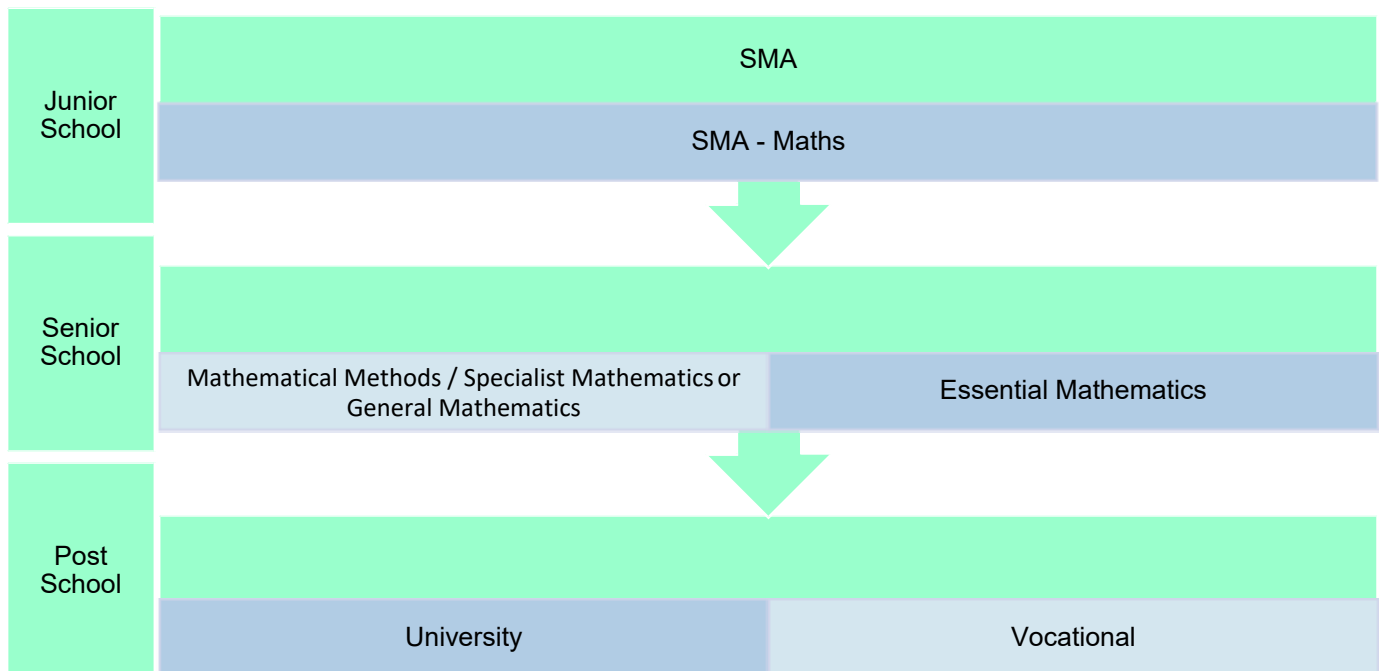 Junior
School
SMA
SMA - Maths
Senior
School
Mathematical Methods / Specialist Mathematics or
General Mathematics
Essential Mathematics
Post
School
University
Vocational